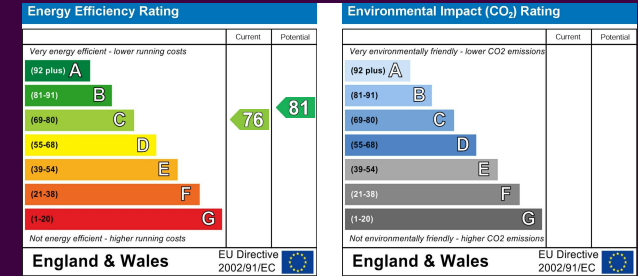 Energy Efficiency Rating
Current Potential
Very energy efficient - lower running costs
(92 plus) A
(81-91) B
(69-80) C
(55-68) D
(39-54) E
(21-38) F
(1-20) G
76
81
Not energy efficient - higher running costs
England & Wales
EU Directive
2002/91/EC
Environmental Impact (CO₂) Rating
Current Potential
Very environmentally friendly - lower CO2 emissions
(92 plus) A
(81-91) B
(69-80) C
(55-68) D
(39-54) E
(21-38) F
(1-20) G
Not environmentally friendly - higher CO2 emissions
England & Wales
EU Directive
2002/91/EC